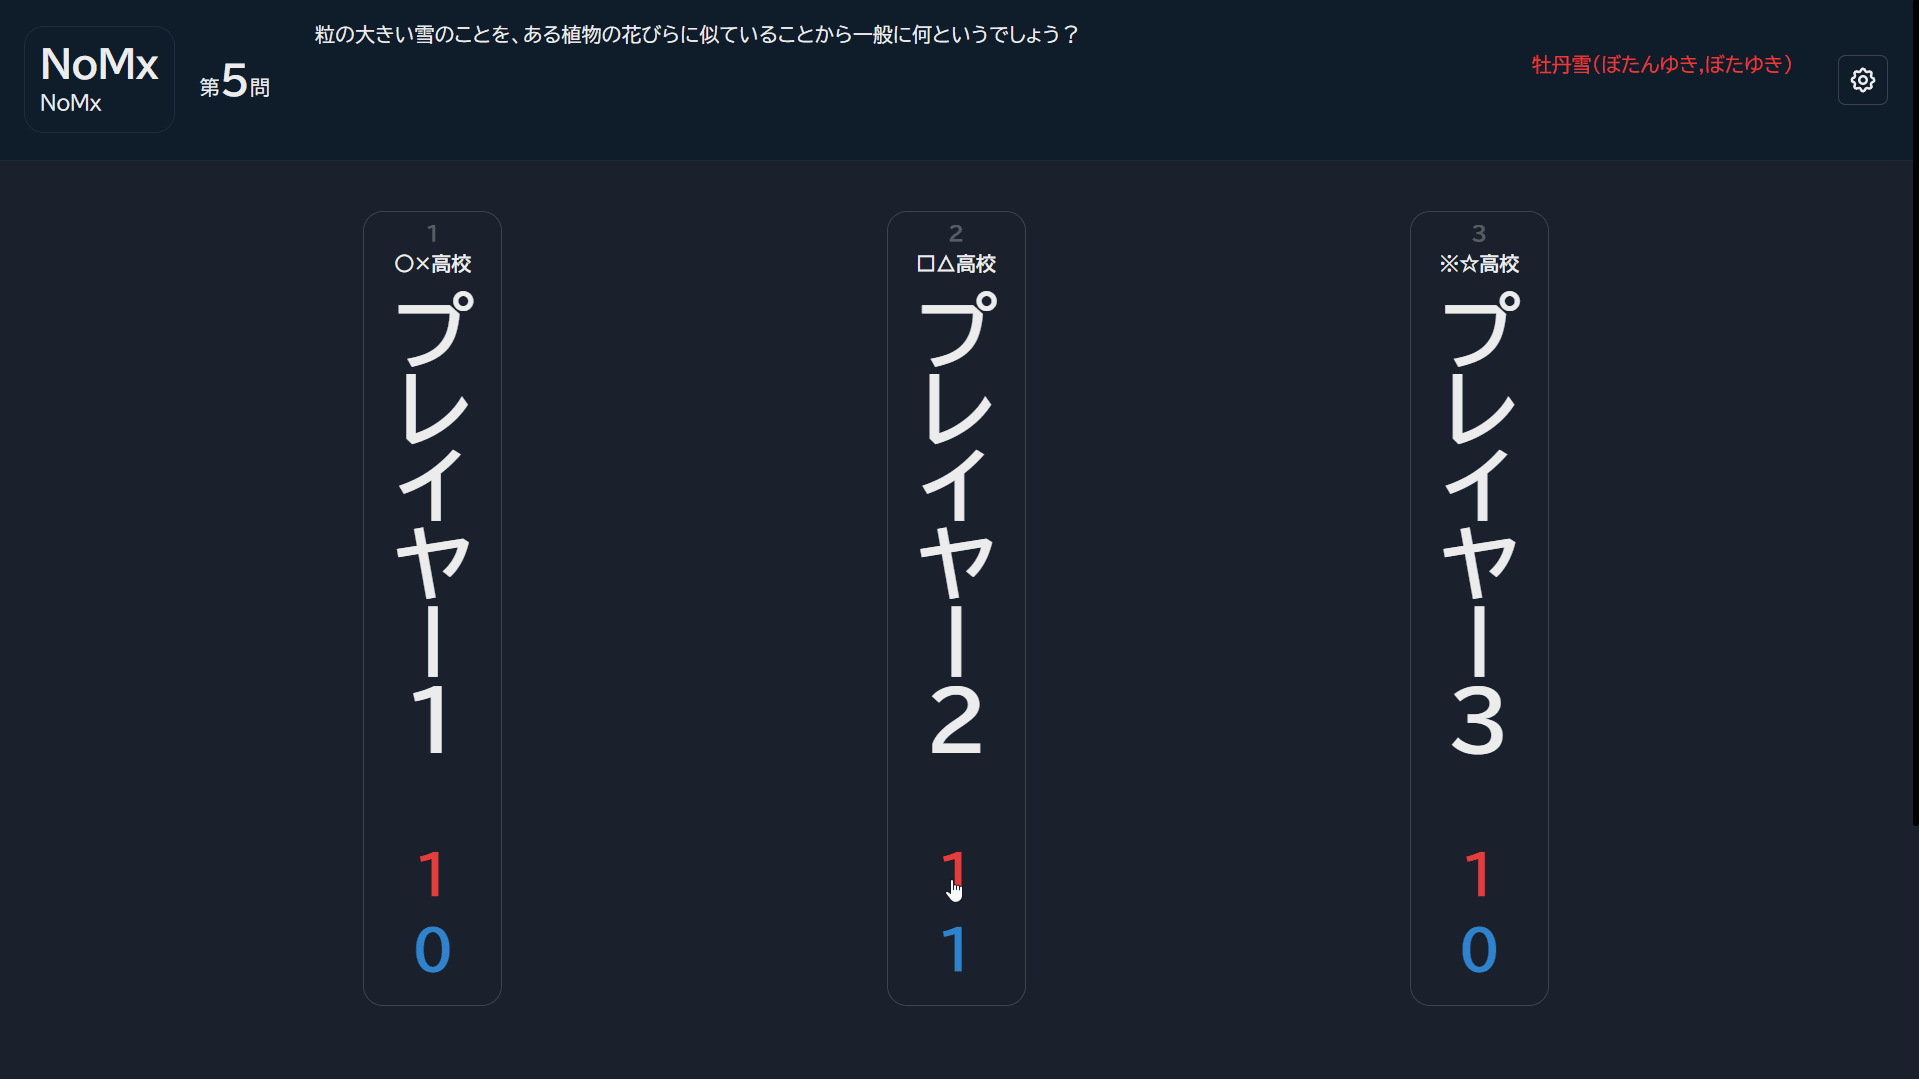 NoMx
NoMx
第5問
粒の大きい雪のことを、ある植物の花びらに似ていることから一般に何というでしょう？
牡丹雪（ぼたんゆき,ぼたゆき）
1
〇×高校
プレイヤー1
1
0
2
□△高校
プレイヤー2
1
1
3
※☆高校
プレイヤー3
1
0